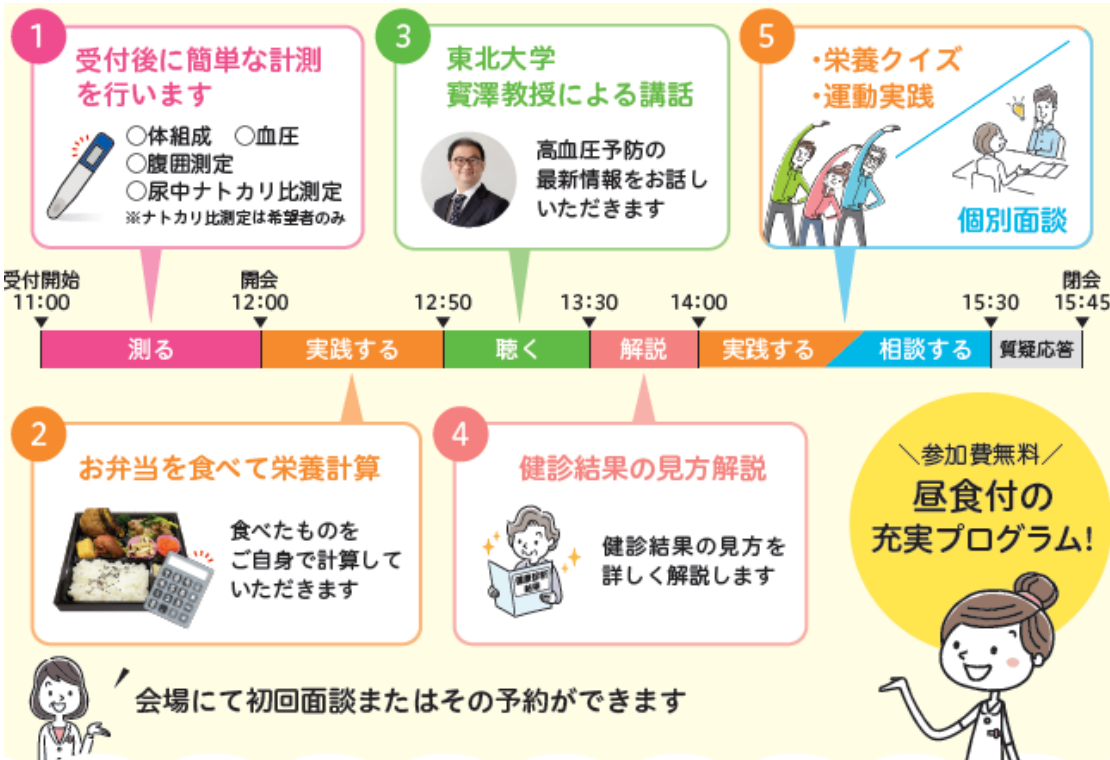 1
受付後に簡単な計測
を行います
○体組成 ○血圧
○腹囲測定
○尿中ナトカリ比測定
※ナトカリ比測定は希望者のみ
3
東北大学
寳澤教授による講話
高血圧予防の
最新情報をお話し
いただきます
5
・栄養クイズ
・運動実践
個別面談
受付開始
11:00
開会
12:00
12:50
13:30
14:00
15:30
閉会
15:45
測る
実践する
聴く
解説
実践する
相談する
質疑応答
2
お弁当を食べて栄養計算
食べたものを
ご自身で計算して
いただきます
4
健診結果の見方解説
健康診断
結果
健診結果の見方を
詳しく解説します
＼参加費無料／
昼食付の
充実プログラム!
会場にて初回面談またはその予約ができます